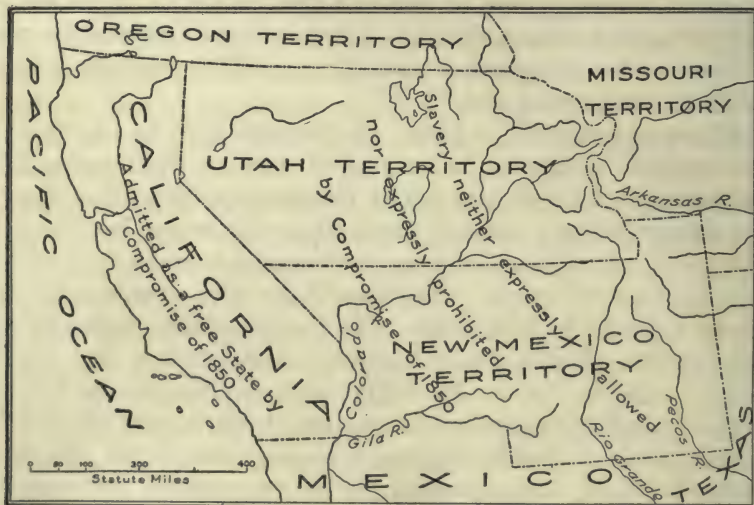 OREGON TERRITORY
MISSOURI
TERRITORY
PACIFIC OCEAN
CALIFORNIA
Admitted as a free State by
Compromise of 1850
UTAH TERRITORY
Slavery neither expressly allowed
nor expressly prohibited
by Compromise of 1850
Arkansas R.
NEW MEXICO
TERRITORY
Colorado
Gila R.
Rio Grande
Pecos R.
TEXAS
MEXICO
0 50 100 200 400
Statute Miles